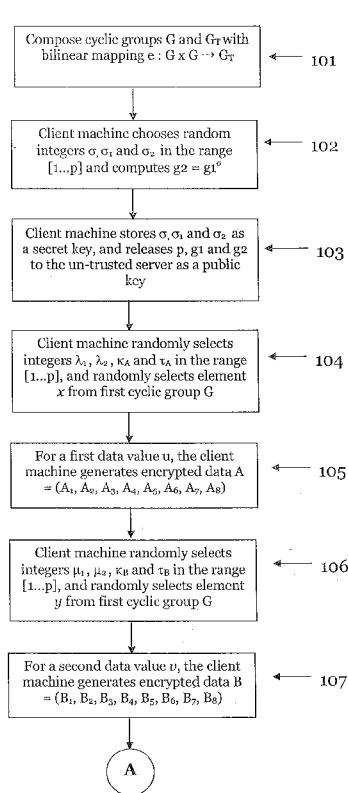 Compose cyclic groups G and GT with
bilinear mapping e : G x G → GT
101
Client machine chooses random
integers σ, σ₁ and σ₂ in the range
[1...p] and computes g2 = g1^σ
102
Client machine stores σ, σ₁ and σ₂ as
a secret key, and releases p, g1 and g2
to the un-trusted server as a public
key
103
Client machine randomly selects
integers λ₁, λ₂, κA and τA in the range
[1...p], and randomly selects element
x from first cyclic group G
104
For a first data value u, the client
machine generates encrypted data A
= (A₁, A₂, A₃, A₄, A₅, A₆, A₇, A₈)
105
Client machine randomly selects
integers μ₁, μ₂, κB and τB in the range
[1...p], and randomly selects element
y from first cyclic group G
106
For a second data value v, the client
machine generates encrypted data B
= (B₁, B₂, B₃, B₄, B₅, B₆, B₇, B₈)
107
A